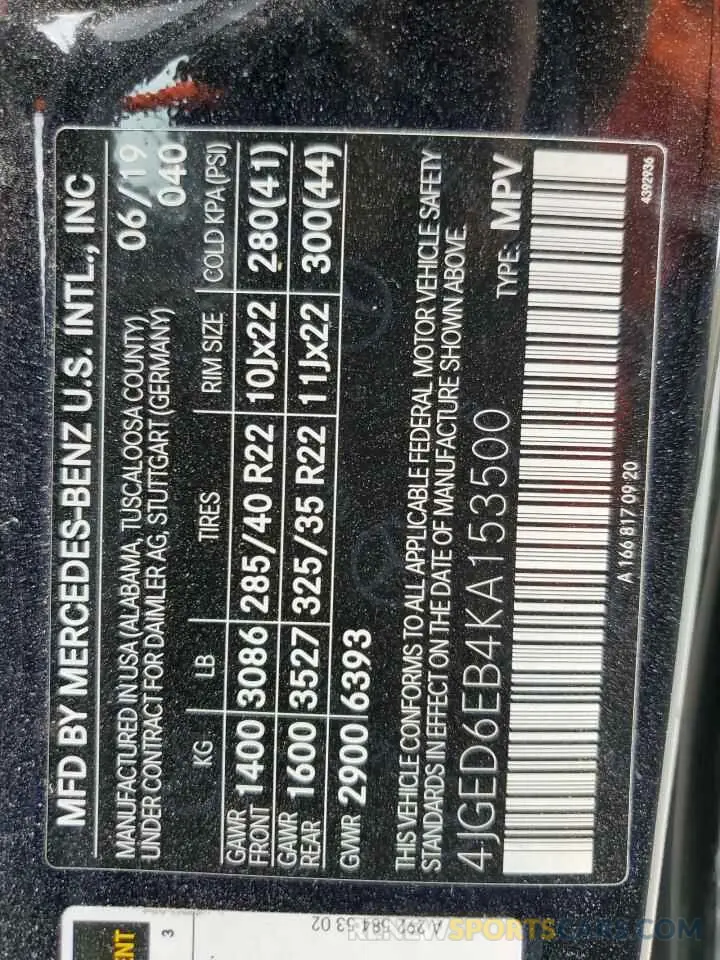 MFD BY MERCEDES-BENZ U.S. INTL., INC
MANUFACTURED IN USA (ALABAMA, TUSCALOOSA COUNTY) 06/19
UNDER CONTRACT FOR DAIMLER AG, STUTTGART (GERMANY) 040
KG LB TIRES RIM SIZE COLD KPA (PSI)
GAWR FRONT 1400 3086 285/40 R22 10Jx22 280(41)
GAWR REAR 1600 3527 325/35 R22 11Jx22 300(44)
GVWR 2900 6393
THIS VEHICLE CONFORMS TO ALL APPLICABLE FEDERAL MOTOR VEHICLE SAFETY
STANDARDS IN EFFECT ON THE DATE OF MANUFACTURE SHOWN ABOVE.
4JGED6EB4KA153500 TYPE: MPV
A 166 817 09 20
4392936
3
A 292 584 53 02
RENEWSPORTSCARS.COM